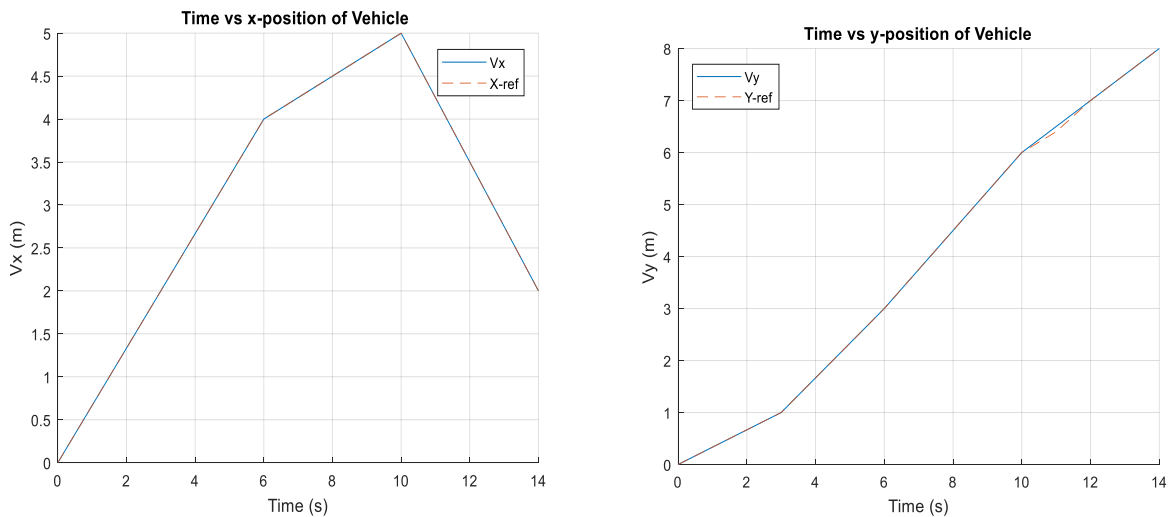 Time vs x-position of Vehicle
5
4.5
4
3.5
3
2.5
2
1.5
1
0.5
0
Vx (m)
Vx
X-ref
0 2 4 6 8 10 12 14
Time (s)
Time vs y-position of Vehicle
8
7
6
5
4
3
2
1
0
Vy (m)
Vy
Y-ref
0 2 4 6 8 10 12 14
Time (s)